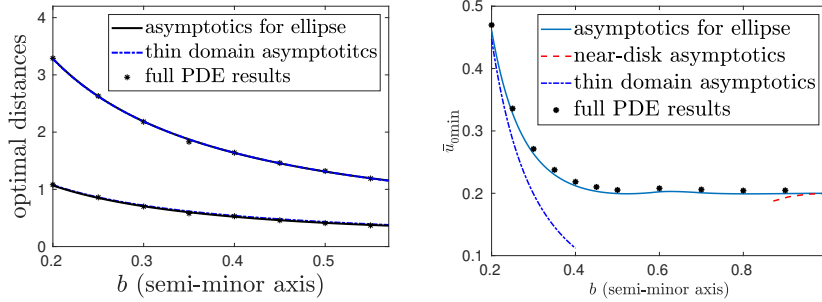 4
3
2
1
0
0.2
0.3
0.4
0.5
optimal distances
b (semi-minor axis)
asymptotics for ellipse
thin domain asymptotitcs
full PDE results
0.5
0.4
0.3
0.2
0.1
0.2
0.4
0.6
0.8
ū0min
b (semi-minor axis)
asymptotics for ellipse
near-disk asymptotics
thin domain asymptotics
full PDE results